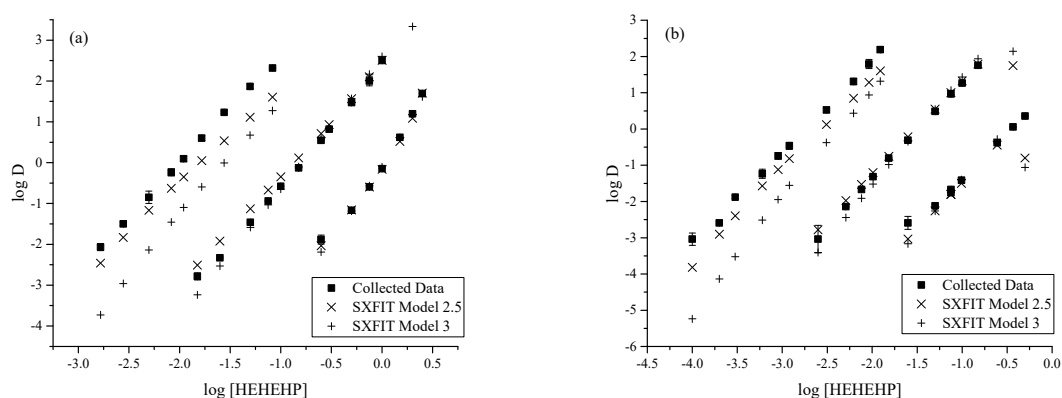 (a)
log D
3
2
1
0
-1
-2
-3
-4
Collected Data
SXFIT Model 2.5
SXFIT Model 3
-3.0 -2.5 -2.0 -1.5 -1.0 -0.5 0.0 0.5
log [HEHEHP]
(b)
log D
3
2
1
0
-1
-2
-3
-4
-5
-6
Collected Data
SXFIT Model 2.5
SXFIT Model 3
-4.5 -4.0 -3.5 -3.0 -2.5 -2.0 -1.5 -1.0 -0.5 0.0
log [HEHEHP]